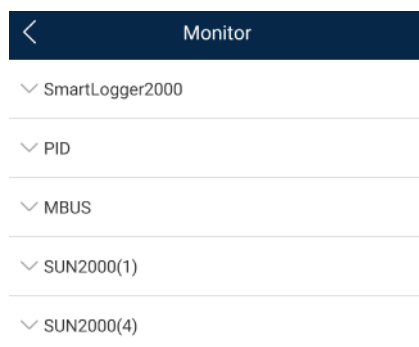 Monitor
SmartLogger2000
PID
MBUS
SUN2000(1)
SUN2000(4)